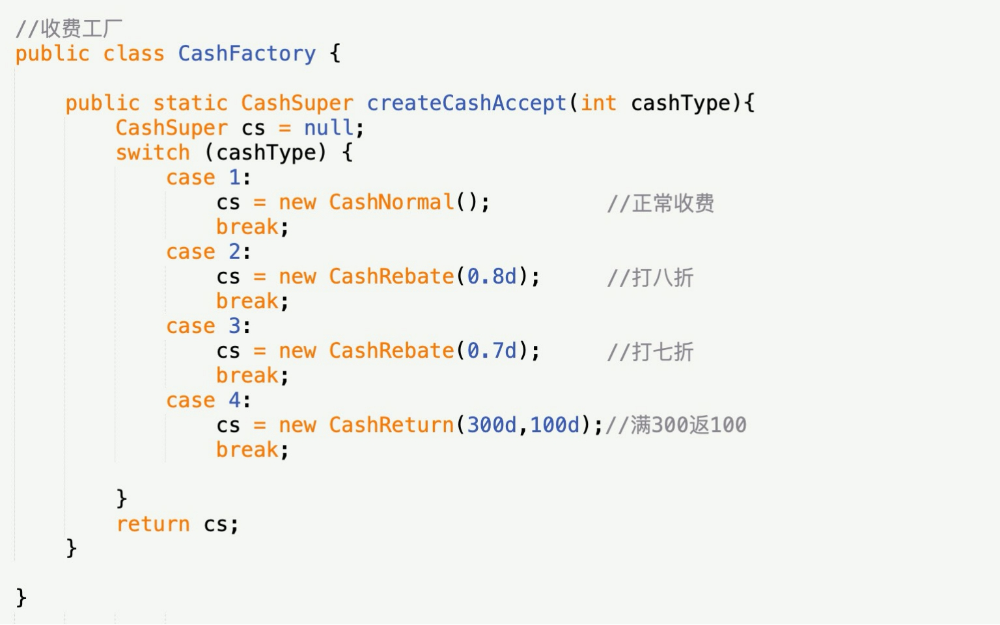 //收费工厂
public class CashFactory {
    public static CashSuper createCashAccept(int cashType){
        CashSuper cs = null;
        switch (cashType) {
            case 1:
                cs = new CashNormal();         //正常收费
                break;
            case 2:
                cs = new CashRebate(0.8d);     //打八折
                break;
            case 3:
                cs = new CashRebate(0.7d);     //打七折
                break;
            case 4:
                cs = new CashReturn(300d,100d);//满300返100
                break;
        }
        return cs;
    }
}